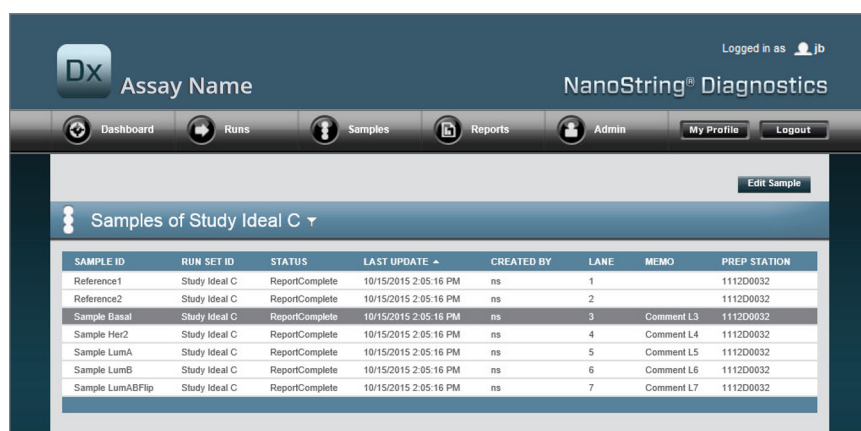 Logged in as jb
Dx Assay Name NanoString® Diagnostics
Dashboard Runs Samples Reports Admin My Profile Logout
Edit Sample
Samples of Study Ideal C
SAMPLE ID RUN SET ID STATUS LAST UPDATE CREATED BY LANE MEMO PREP STATION
Reference1 Study Ideal C ReportComplete 10/15/2015 2:05:16 PM ns 1 1112D0032
Reference2 Study Ideal C ReportComplete 10/15/2015 2:05:16 PM ns 2 1112D0032
Sample Basal Study Ideal C ReportComplete 10/15/2015 2:05:16 PM ns 3 Comment L3 1112D0032
Sample Her2 Study Ideal C ReportComplete 10/15/2015 2:05:16 PM ns 4 Comment L4 1112D0032
Sample LumA Study Ideal C ReportComplete 10/15/2015 2:05:16 PM ns 5 Comment L5 1112D0032
Sample LumB Study Ideal C ReportComplete 10/15/2015 2:05:16 PM ns 6 Comment L6 1112D0032
Sample LumABFlip Study Ideal C ReportComplete 10/15/2015 2:05:16 PM ns 7 Comment L7 1112D0032